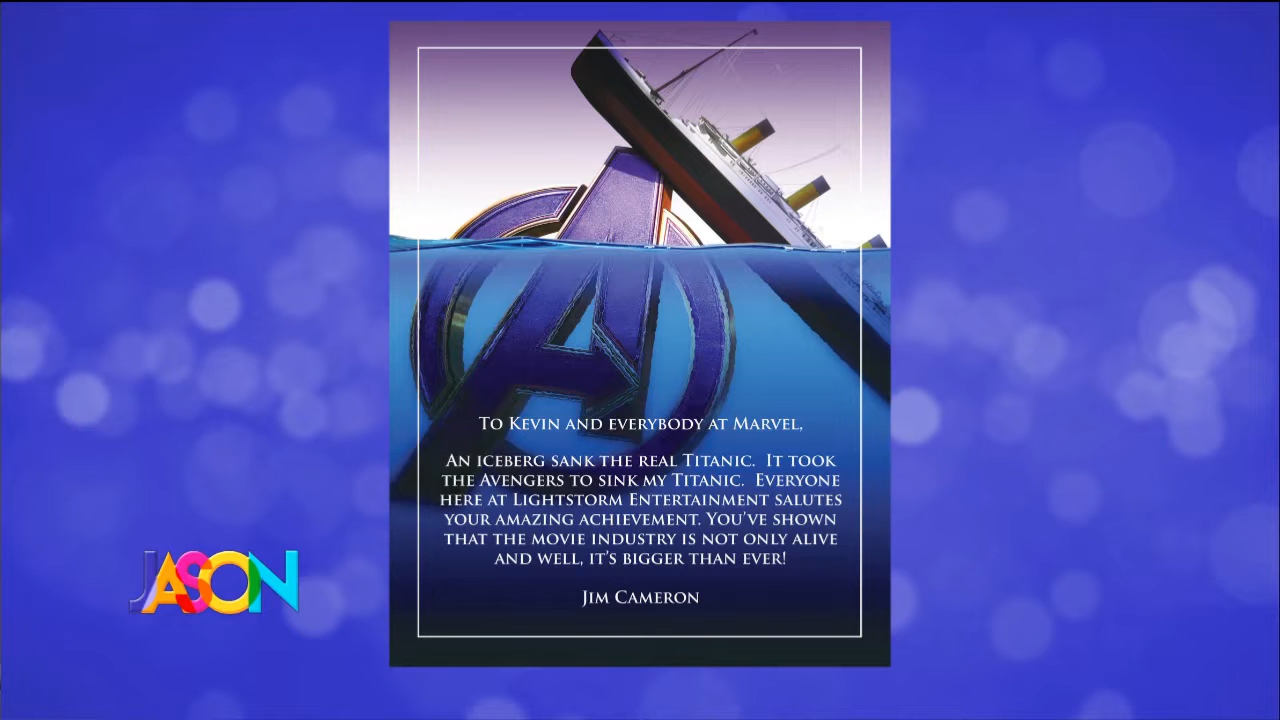 To Kevin and everybody at Marvel,
An iceberg sank the real Titanic. It took
the Avengers to sink my Titanic. Everyone
here at Lightstorm Entertainment salutes
your amazing achievement. You've shown
that the movie industry is not only alive
and well, it's bigger than ever!
Jim Cameron
JASON